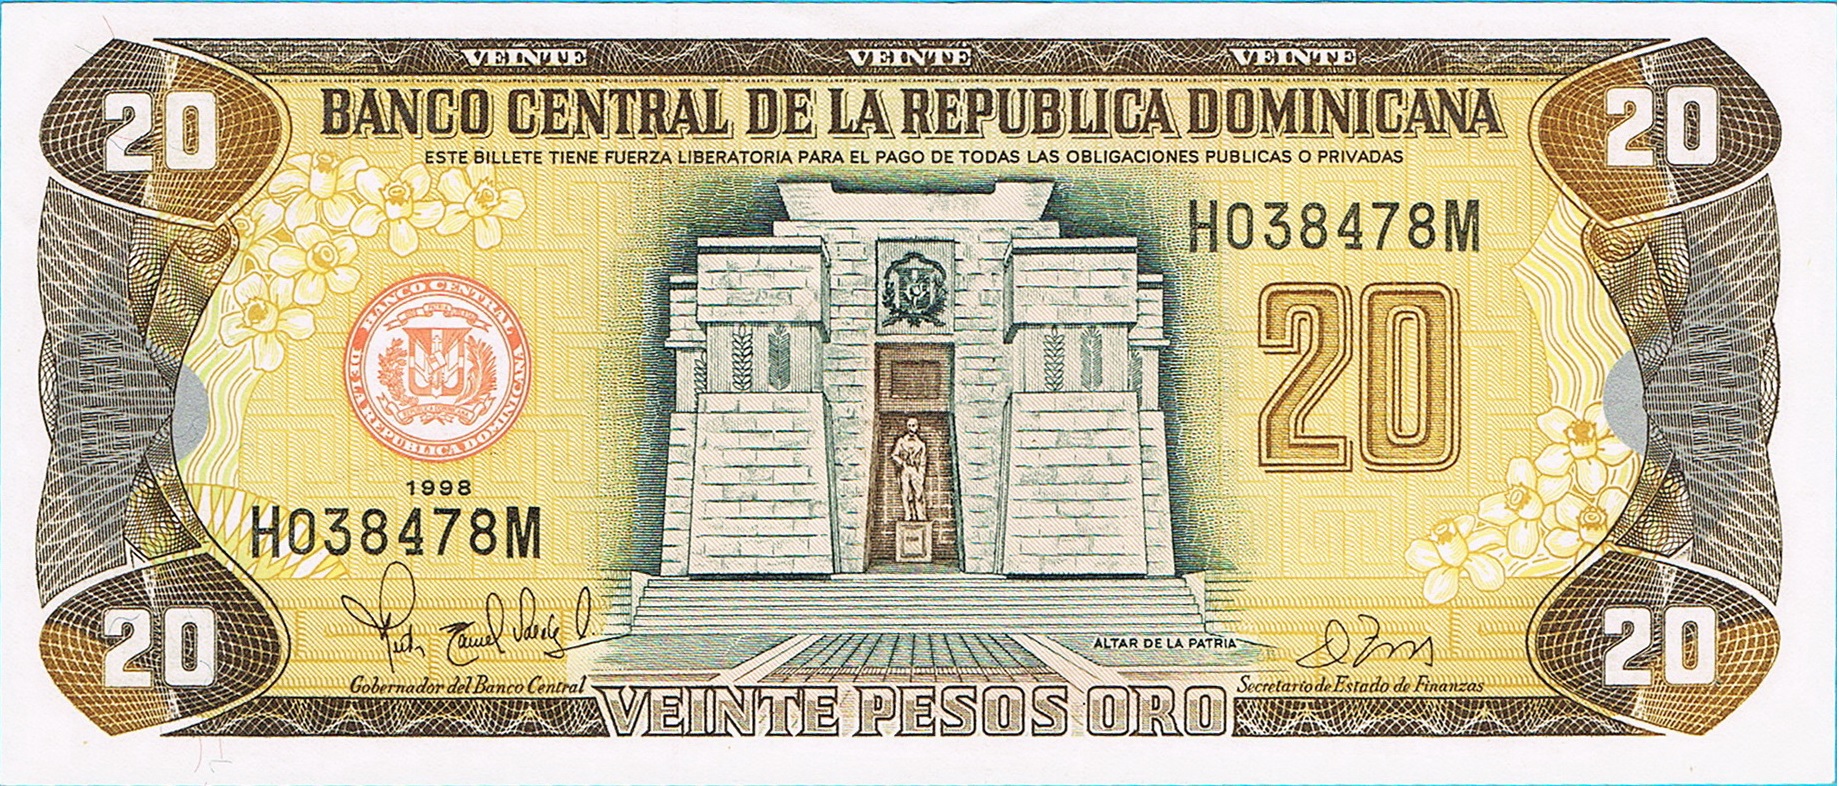 VEINTE VEINTE VEINTE
20 20
BANCO CENTRAL DE LA REPUBLICA DOMINICANA
ESTE BILLETE TIENE FUERZA LIBERATORIA PARA EL PAGO DE TODAS LAS OBLIGACIONES PUBLICAS O PRIVADAS
H038478M
BANCO CENTRAL
DE LA REPUBLICA DOMINICANA
20
1998
H038478M
ALTAR DE LA PATRIA
20 20
Gobernador del Banco Central
Secretario de Estado de Finanzas
VEINTE PESOS ORO